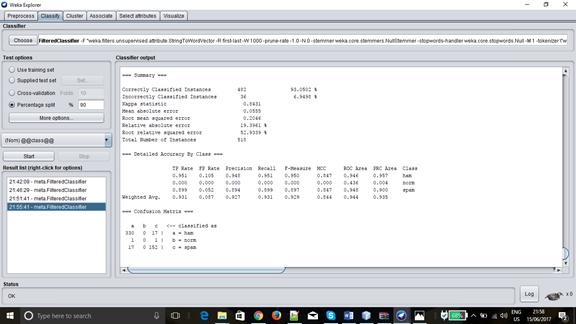 Weka Explorer
Preprocess Classify Cluster Associate Select attributes Visualize
Classifier
Choose FilteredClassifier -F "weka.filters.unsupervised.attribute.StringToWordVector -R first-last -W 1000 -prune-rate -1.0 -N 0 -stemmer weka.core.stemmers.NullStemmer -stopwords-handler weka.core.stopwords.Null -M 1 -tokenizer
Test options
Use training set
Supplied test set Set...
Cross-validation Folds 10
Percentage split % 90
More options...
(Nom) @@class@@
Start Stop
Result list (right-click for options)
21:42:09 - meta.FilteredClassifier
21:48:29 - meta.FilteredClassifier
21:51:41 - meta.FilteredClassifier
21:55:41 - meta.FilteredClassifier
Classifier output
=== Summary ===
Correctly Classified Instances 482 93.0502 %
Incorrectly Classified Instances 36 6.9498 %
Kappa statistic 0.8431
Mean absolute error 0.0555
Root mean squared error 0.2046
Relative absolute error 19.3961 %
Root relative squared error 52.9339 %
Total Number of Instances 518
=== Detailed Accuracy By Class ===
TP Rate FP Rate Precision Recall F-Measure MCC ROC Area PRC Area Class
0.951 0.105 0.948 0.951 0.950 0.847 0.946 0.957 ham
0.000 0.000 0.000 0.000 0.000 0.000 0.436 0.004 norm
0.899 0.052 0.894 0.899 0.897 0.847 0.948 0.900 spam
Weighted Avg. 0.931 0.087 0.927 0.931 0.929 0.844 0.944 0.935
=== Confusion Matrix ===
a b c <-- classified as
330 0 17 | a = ham
1 0 1 | b = norm
17 0 152 | c = spam
Status
OK
Log
x 0
Type here to search
68%
ENG
US
21:58
15/06/2017